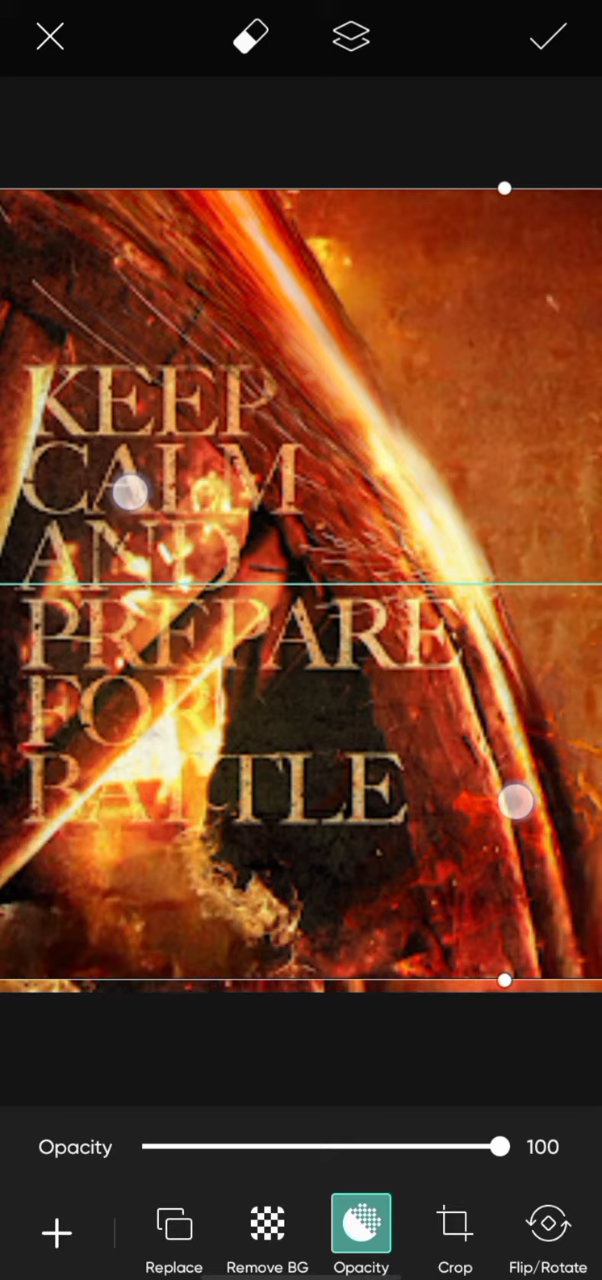 KEEP
CALM
AND
PREPARE
FOR
BATTLE
Opacity 100
Replace Remove BG Opacity Crop Flip/Rotate